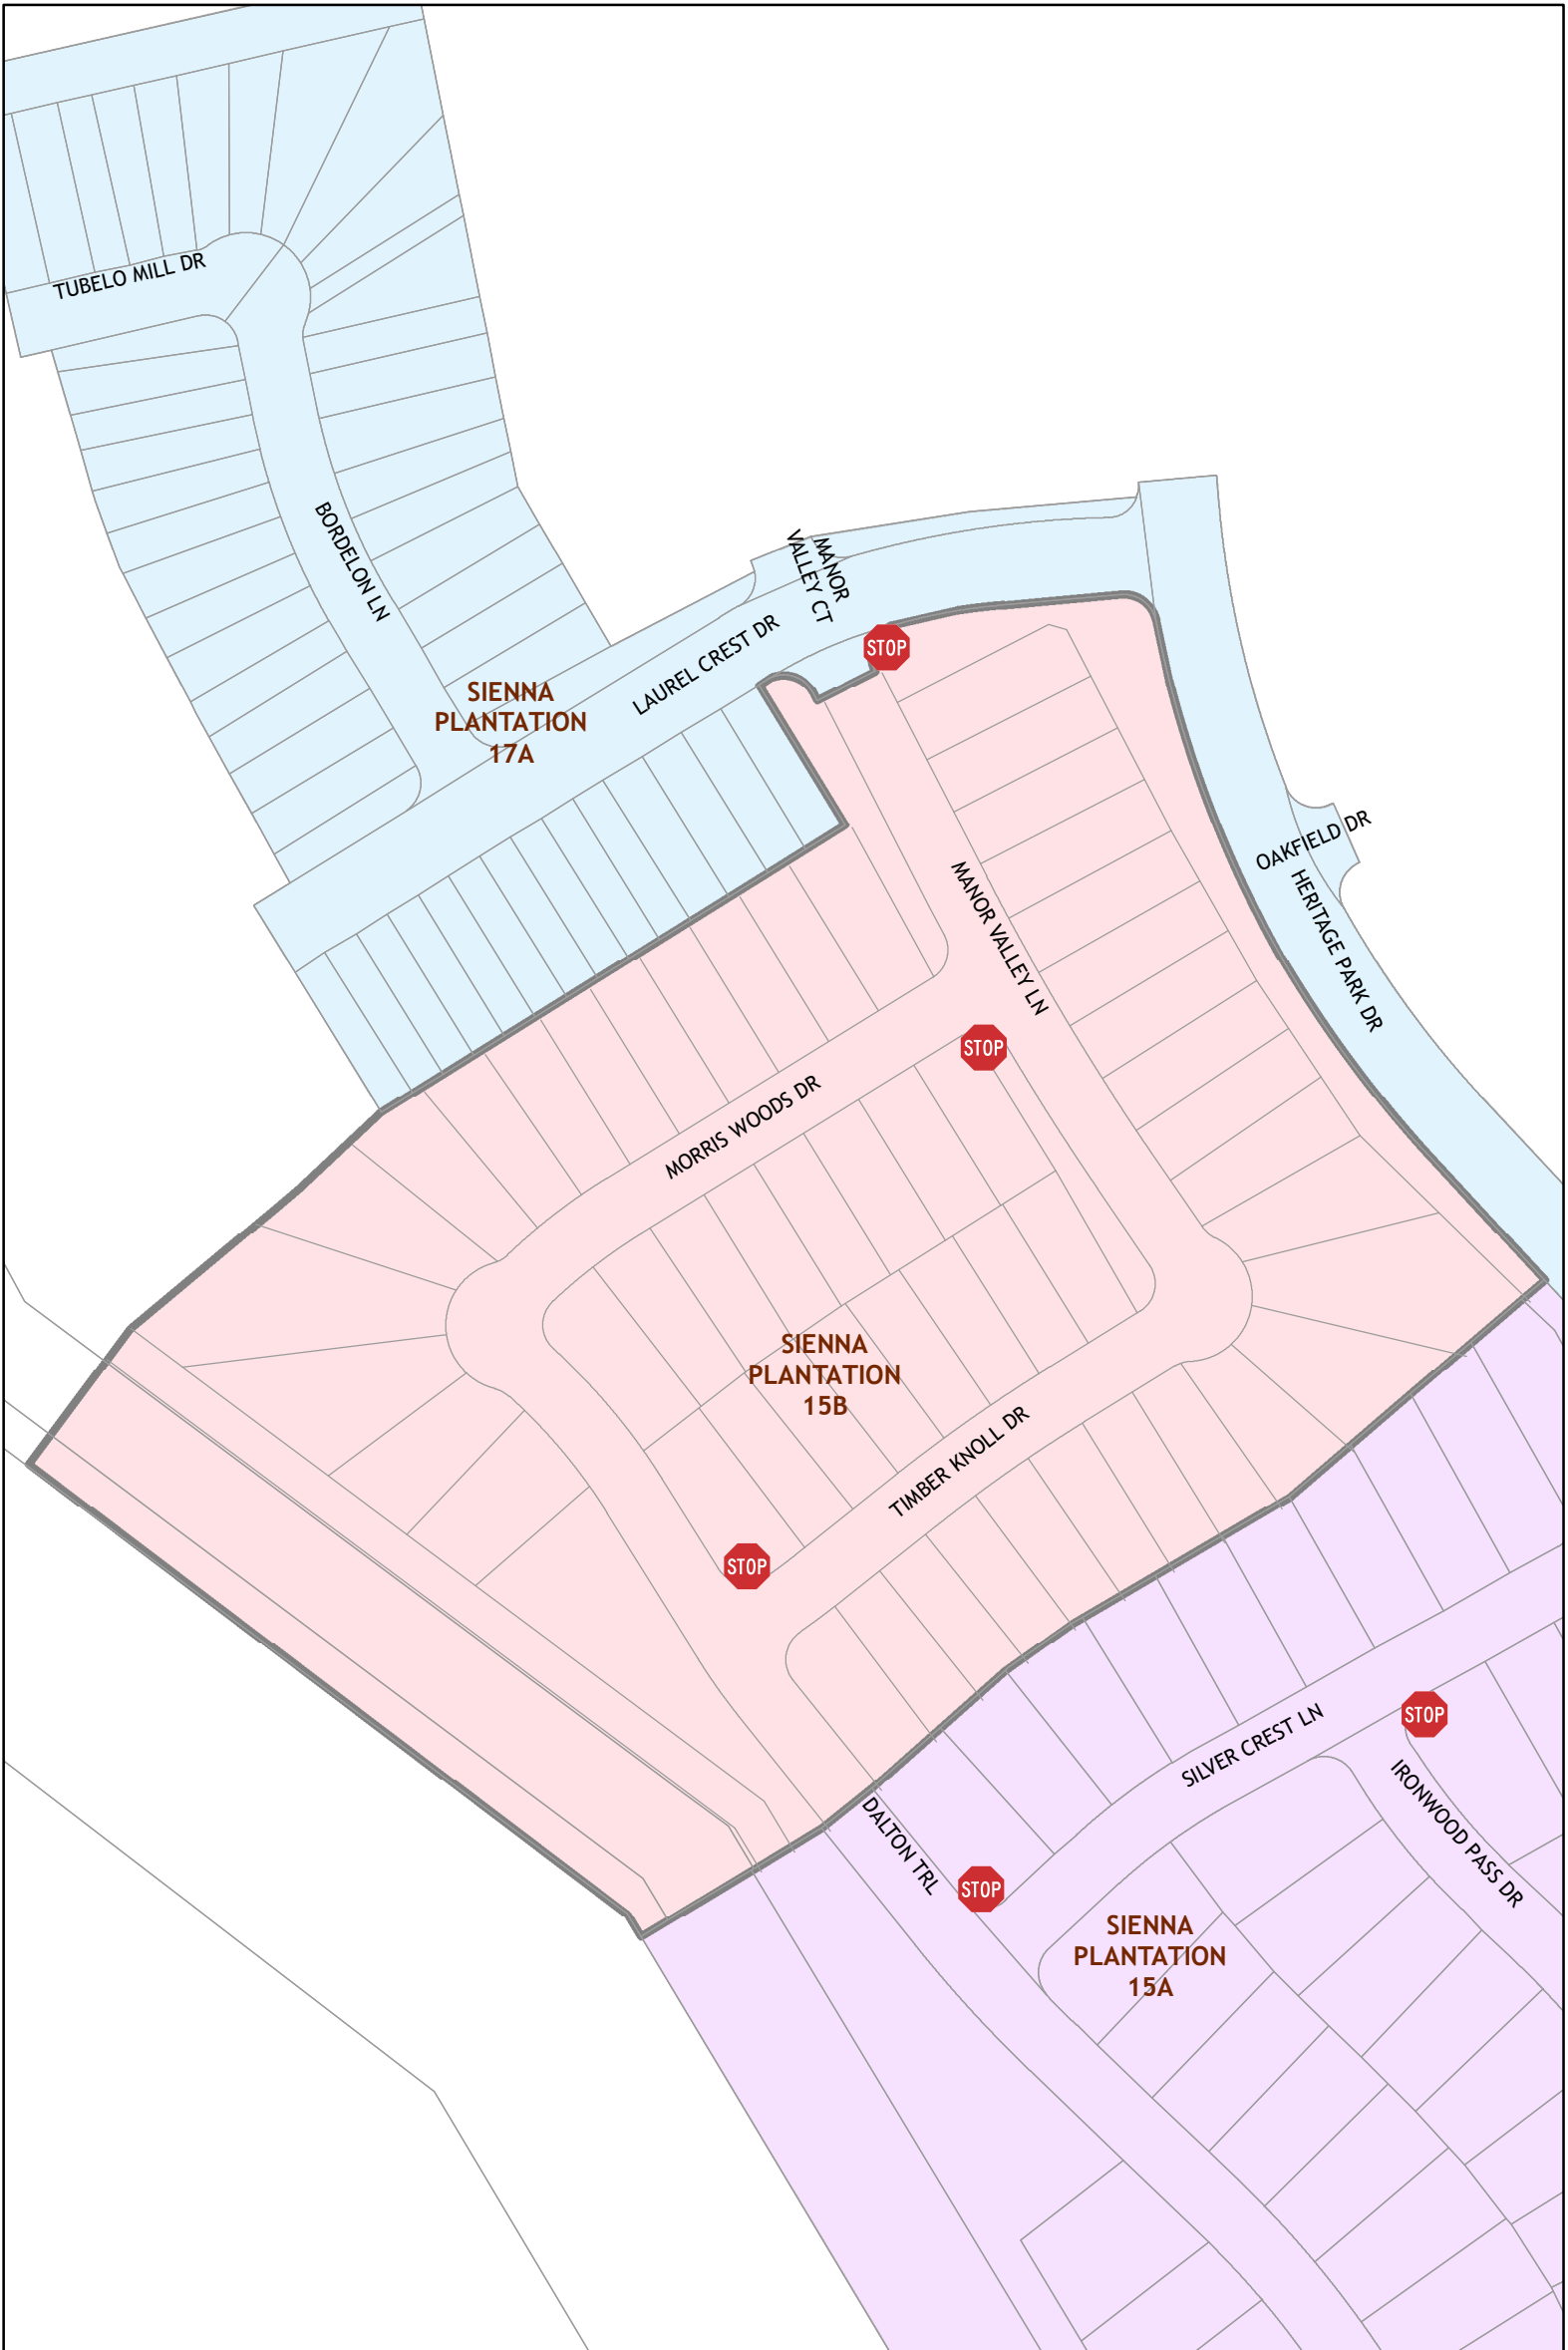 TUBELO MILL DR
BORDELON LN
MANOR
VALLEY CT
LAUREL CREST DR
STOP
SIENNA
PLANTATION
17A
OAKFIELD DR
HERITAGE PARK DR
MANOR VALLEY LN
STOP
MORRIS WOODS DR
SIENNA
PLANTATION
15B
TIMBER KNOLL DR
STOP
STOP
SILVER CREST LN
IRONWOOD PASS DR
DALTON TRL
STOP
SIENNA
PLANTATION
15A